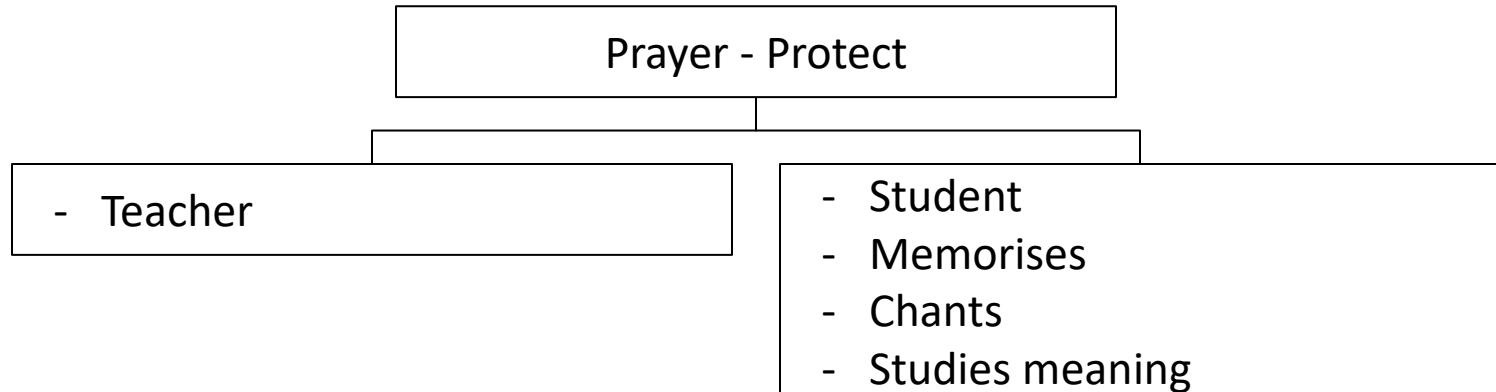 Prayer - Protect
- Teacher
- Student
- Memorises
- Chants
- Studies meaning